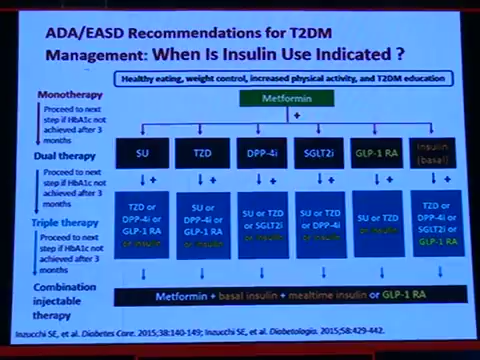 ADA/EASD Recommendations for T2DM
Management: When Is Insulin Use Indicated ?
Healthy eating, weight control, increased physical activity, and T2DM education
Monotherapy
Metformin
Proceed to next
step if HbA1c not
achieved after 3
months
+
Dual therapy
SU
TZD
DPP-4i
SGLT2i
GLP-1 RA
Insulin
(basal)
Proceed to next
step if HbA1c not
achieved after 3
months
+
+
+
+
+
+
Triple therapy
TZD or
DPP-4i or
GLP-1 RA
or insulin
SU or
DPP-4i or
GLP-1 RA
or insulin
SU or TZD
or SGLT2i
or insulin
SU or TZD
or DPP-4i
or insulin
SU or TZD
or insulin
TZD or
DPP-4i or
SGLT2i or
GLP-1 RA
Proceed to next
step if HbA1c not
achieved after 3
months
Combination
injectable
therapy
Metformin + basal insulin + mealtime insulin or GLP-1 RA
Inzucchi SE, et al. Diabetes Care. 2015;38:140-149; Inzucchi SE, et al. Diabetologia. 2015;58:429-442.